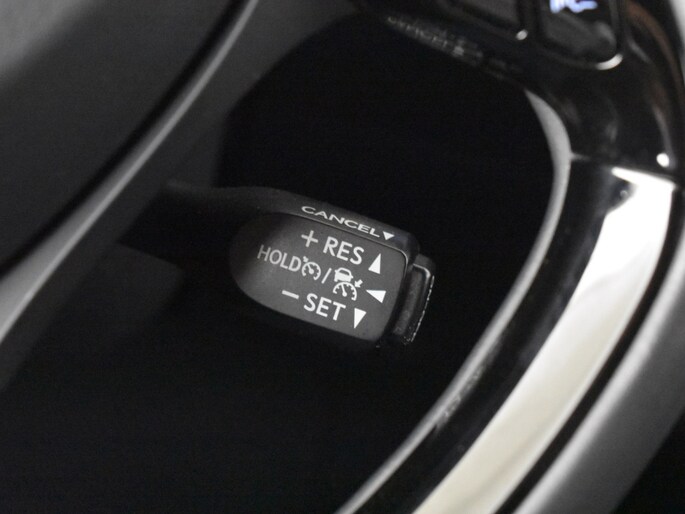 CANCEL▼
+ RES ▲
HOLD /
− SET ▼